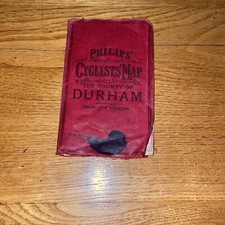 PHILIPS'
CYCLISTS' MAP
THE COUNTY OF
DURHAM